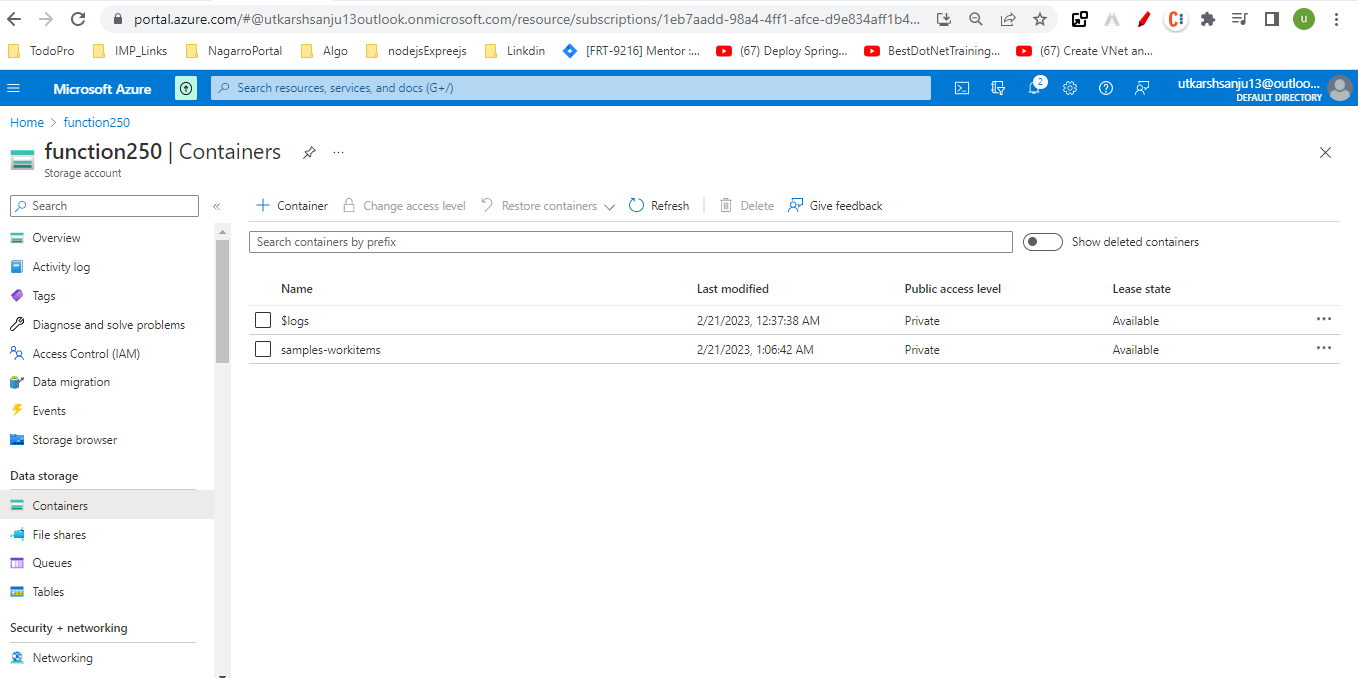 portal.azure.com/#@utkarshsanju13outlook.onmicrosoft.com/resource/subscriptions/1eb7aadd-98a4-4ff1-afce-d9e834aff1b4...
C:
u
TodoPro IMP_Links NagarroPortal Algo nodejsExpreejs Linkdin [FRT-9216] Mentor :... (67) Deploy Spring... BestDotNetTraining... (67) Create VNet an...
Microsoft Azure Search resources, services, and docs (G+/) 2 utkarshsanju13@outloo...
DEFAULT DIRECTORY
Home > function250
function250 | Containers ...
Storage account
Search «
+ Container Change access level Restore containers Refresh Delete Give feedback
Search containers by prefix Show deleted containers
Overview
Activity log
Tags
Diagnose and solve problems
Access Control (IAM)
Data migration
Events
Storage browser
Data storage
Containers
File shares
Queues
Tables
Security + networking
Networking
Name Last modified Public access level Lease state
$logs 2/21/2023, 12:37:38 AM Private Available ...
samples-workitems 2/21/2023, 1:06:42 AM Private Available ...